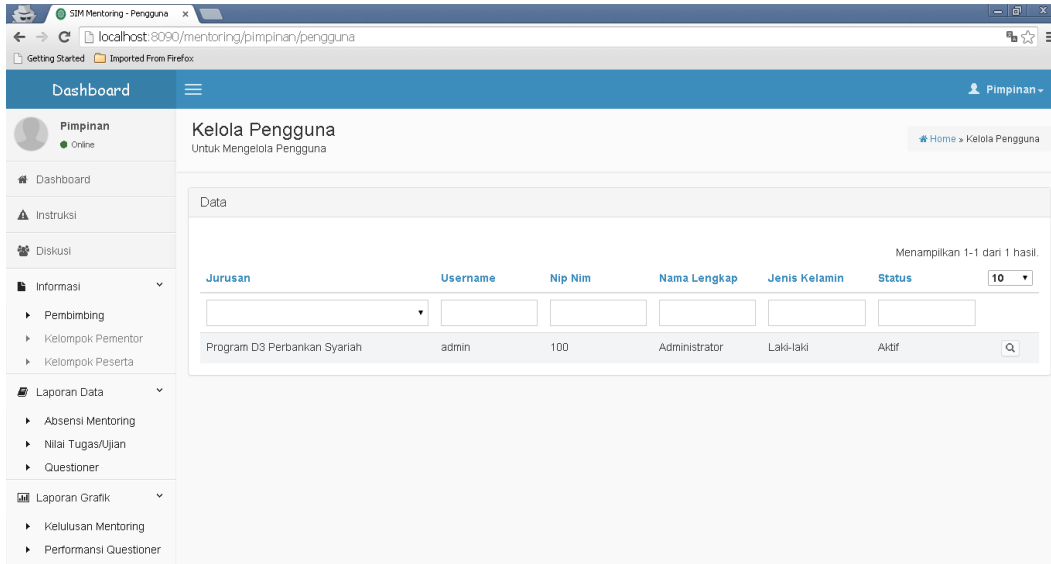 SIM Mentoring - Pengguna
localhost:8090/mentoring/pimpinan/pengguna
Getting Started Imported From Firefox
Dashboard
Pimpinan
Pimpinan
Online
Kelola Pengguna
Untuk Mengelola Pengguna
Home » Kelola Pengguna
Dashboard
Instruksi
Diskusi
Informasi
Pembimbing
Kelompok Pementor
Kelompok Peserta
Laporan Data
Absensi Mentoring
Nilai Tugas/Ujian
Questioner
Laporan Grafik
Kelulusan Mentoring
Performansi Questioner
Data
Menampilkan 1-1 dari 1 hasil.
Jurusan Username Nip Nim Nama Lengkap Jenis Kelamin Status 10
Program D3 Perbankan Syariah admin 100 Administrator Laki-laki Aktif